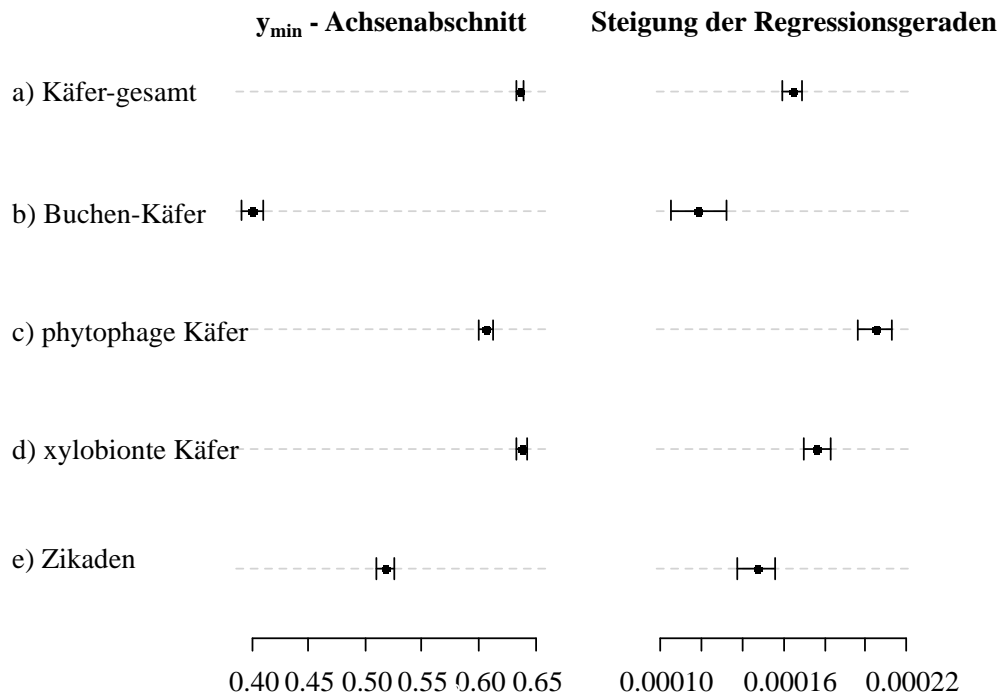 y_min - Achsenabschnitt Steigung der Regressionsgeraden
a) Käfer-gesamt
b) Buchen-Käfer
c) phytophage Käfer
d) xylobionte Käfer
e) Zikaden
0.40 0.45 0.50 0.55 0.60 0.65 0.00010 0.00016 0.00022